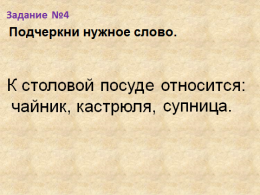 Задание №4
Подчеркни нужное слово.
К столовой посуде относится:
чайник, кастрюля, супница.